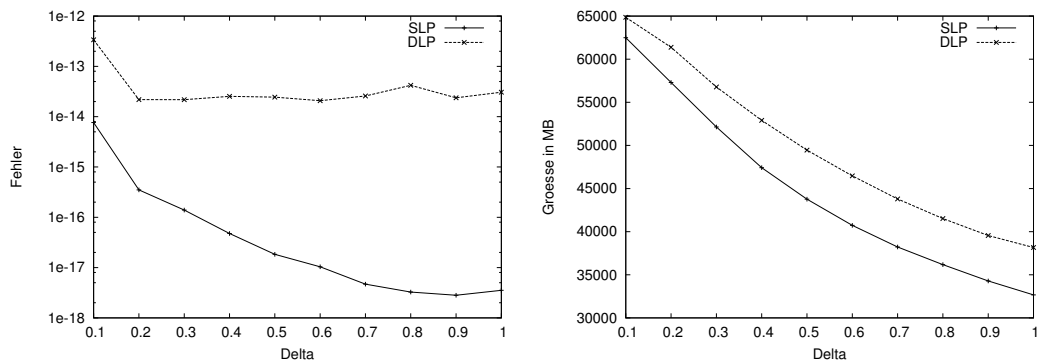 1e-12
1e-13
1e-14
1e-15
1e-16
1e-17
1e-18
Fehler
SLP
DLP
0.1 0.2 0.3 0.4 0.5 0.6 0.7 0.8 0.9 1
Delta
65000
60000
55000
50000
45000
40000
35000
30000
Groesse in MB
SLP
DLP
0.1 0.2 0.3 0.4 0.5 0.6 0.7 0.8 0.9 1
Delta